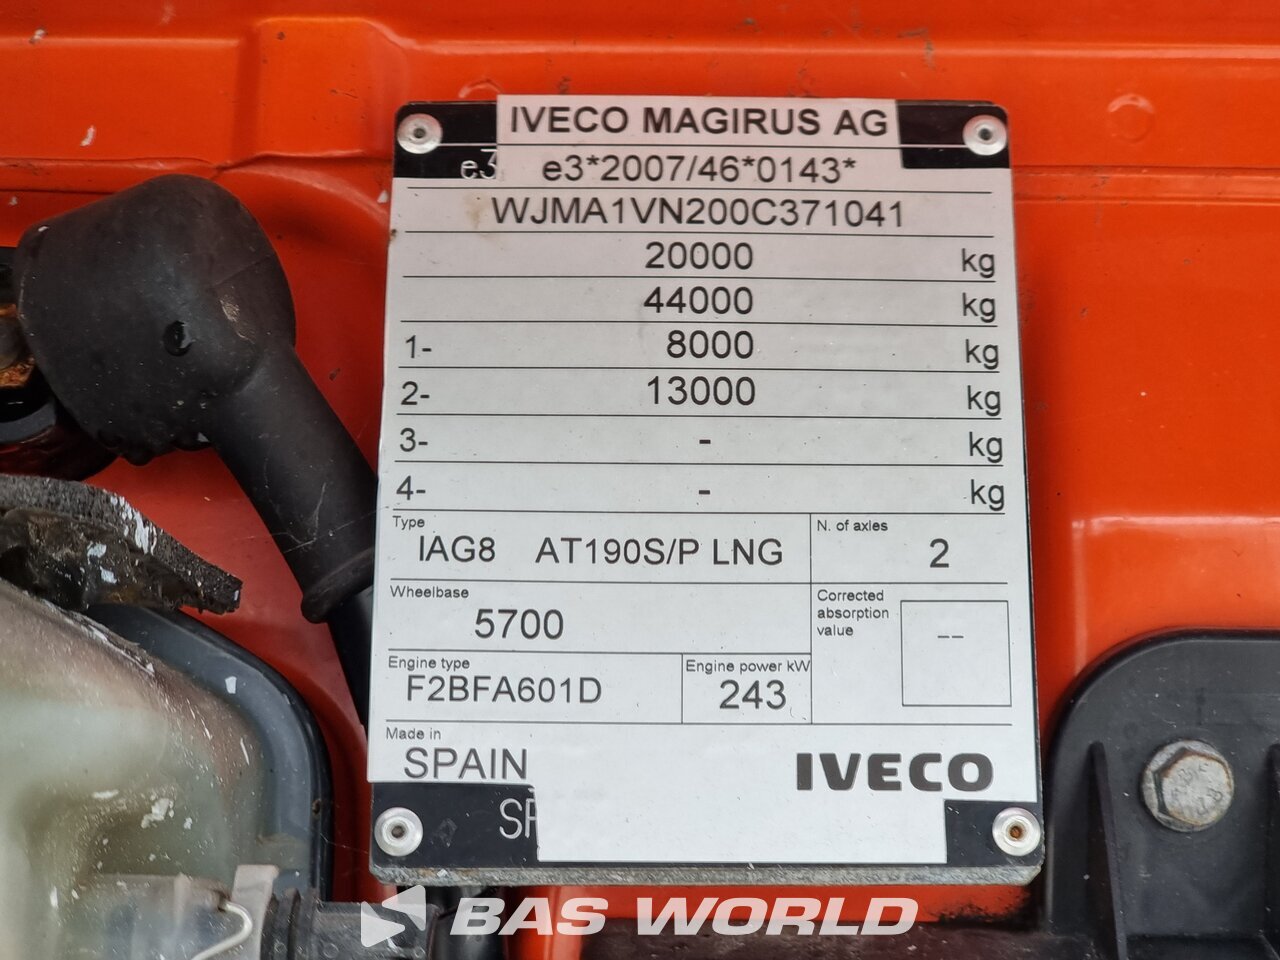 IVECO MAGIRUS AG
e3 e3*2007/46*0143*
WJMA1VN200C371041
20000 kg
44000 kg
1- 8000 kg
2- 13000 kg
3- - kg
4- - kg
Type
IAG8 AT190S/P LNG
N. of axles
2
Wheelbase
5700
Corrected
absorption
value
--
Engine type
F2BFA601D
Engine power kW
243
Made in
SPAIN
IVECO
SP
BAS WORLD